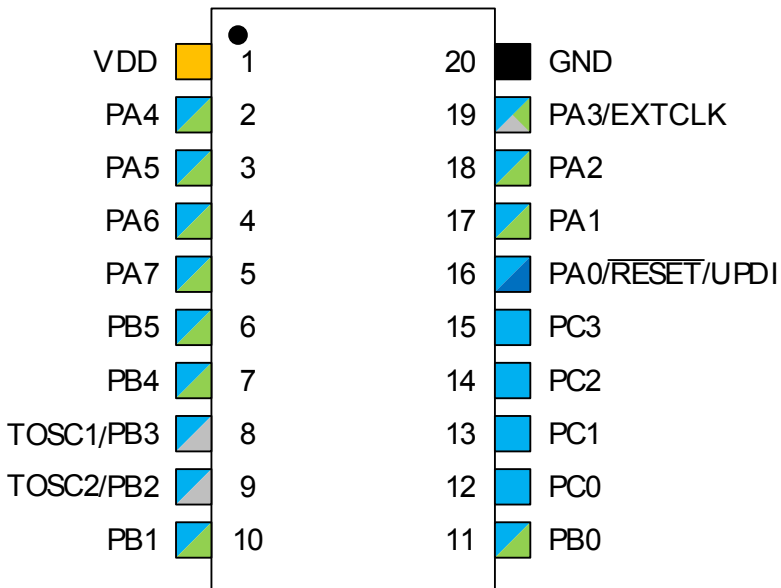 VDD 1 20 GND
PA4 2 19 PA3/EXTCLK
PA5 3 18 PA2
PA6 4 17 PA1
PA7 5 16 PA0/RESET/UPDI
PB5 6 15 PC3
PB4 7 14 PC2
TOSC1/PB3 8 13 PC1
TOSC2/PB2 9 12 PC0
PB1 10 11 PB0